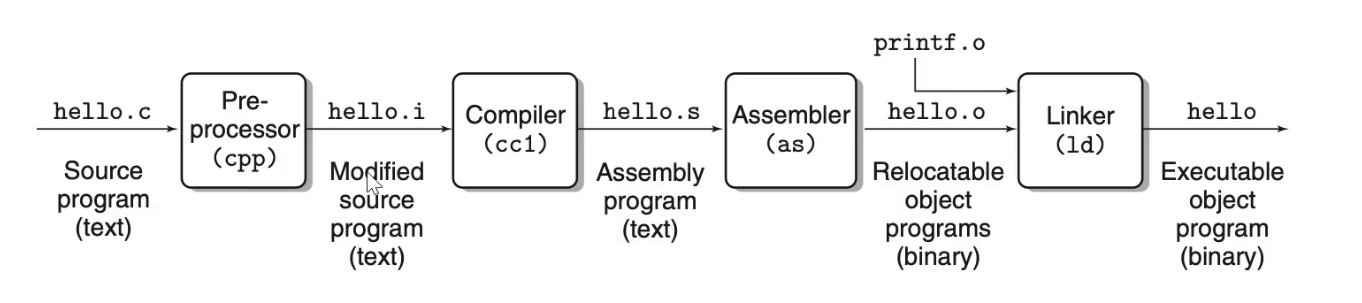 printf.o
hello.c
Pre-
processor
(cpp)
hello.i
Compiler
(cc1)
hello.s
Assembler
(as)
hello.o
Linker
(ld)
hello
Source
program
(text)
Modified
source
program
(text)
Assembly
program
(text)
Relocatable
object
programs
(binary)
Executable
object
program
(binary)